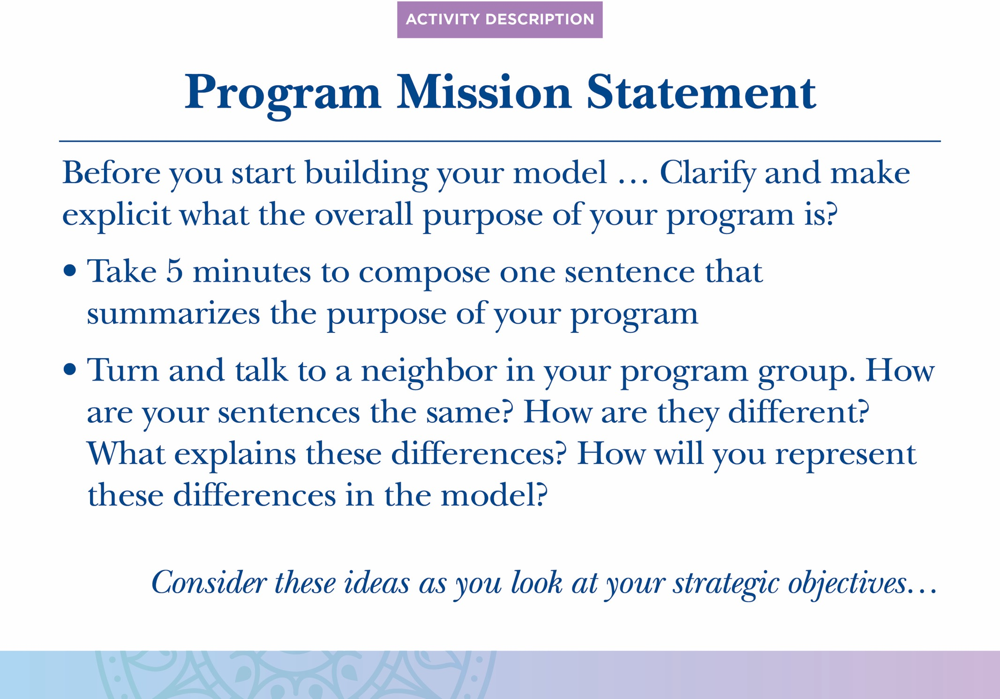 ACTIVITY DESCRIPTION
Program Mission Statement
Before you start building your model … Clarify and make
explicit what the overall purpose of your program is?
• Take 5 minutes to compose one sentence that
summarizes the purpose of your program
• Turn and talk to a neighbor in your program group. How
are your sentences the same? How are they different?
What explains these differences? How will you represent
these differences in the model?
Consider these ideas as you look at your strategic objectives…